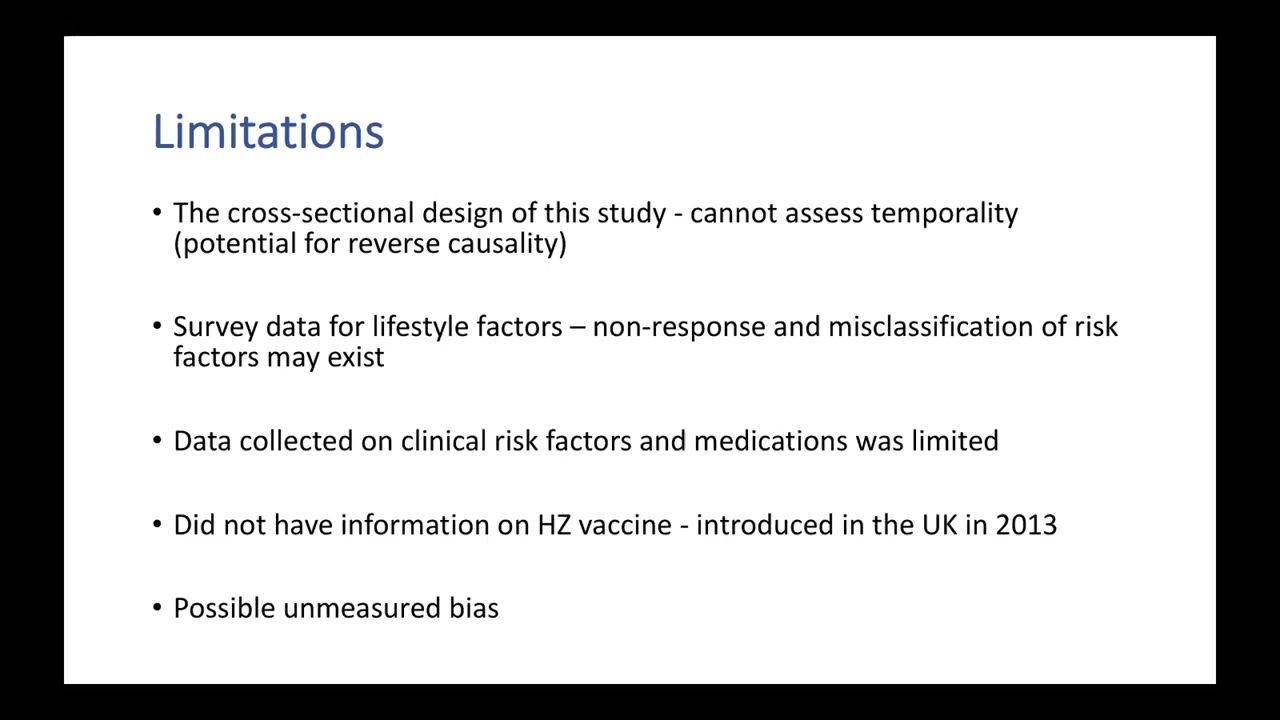 Limitations
• The cross-sectional design of this study - cannot assess temporality
(potential for reverse causality)
• Survey data for lifestyle factors – non-response and misclassification of risk
factors may exist
• Data collected on clinical risk factors and medications was limited
• Did not have information on HZ vaccine - introduced in the UK in 2013
• Possible unmeasured bias